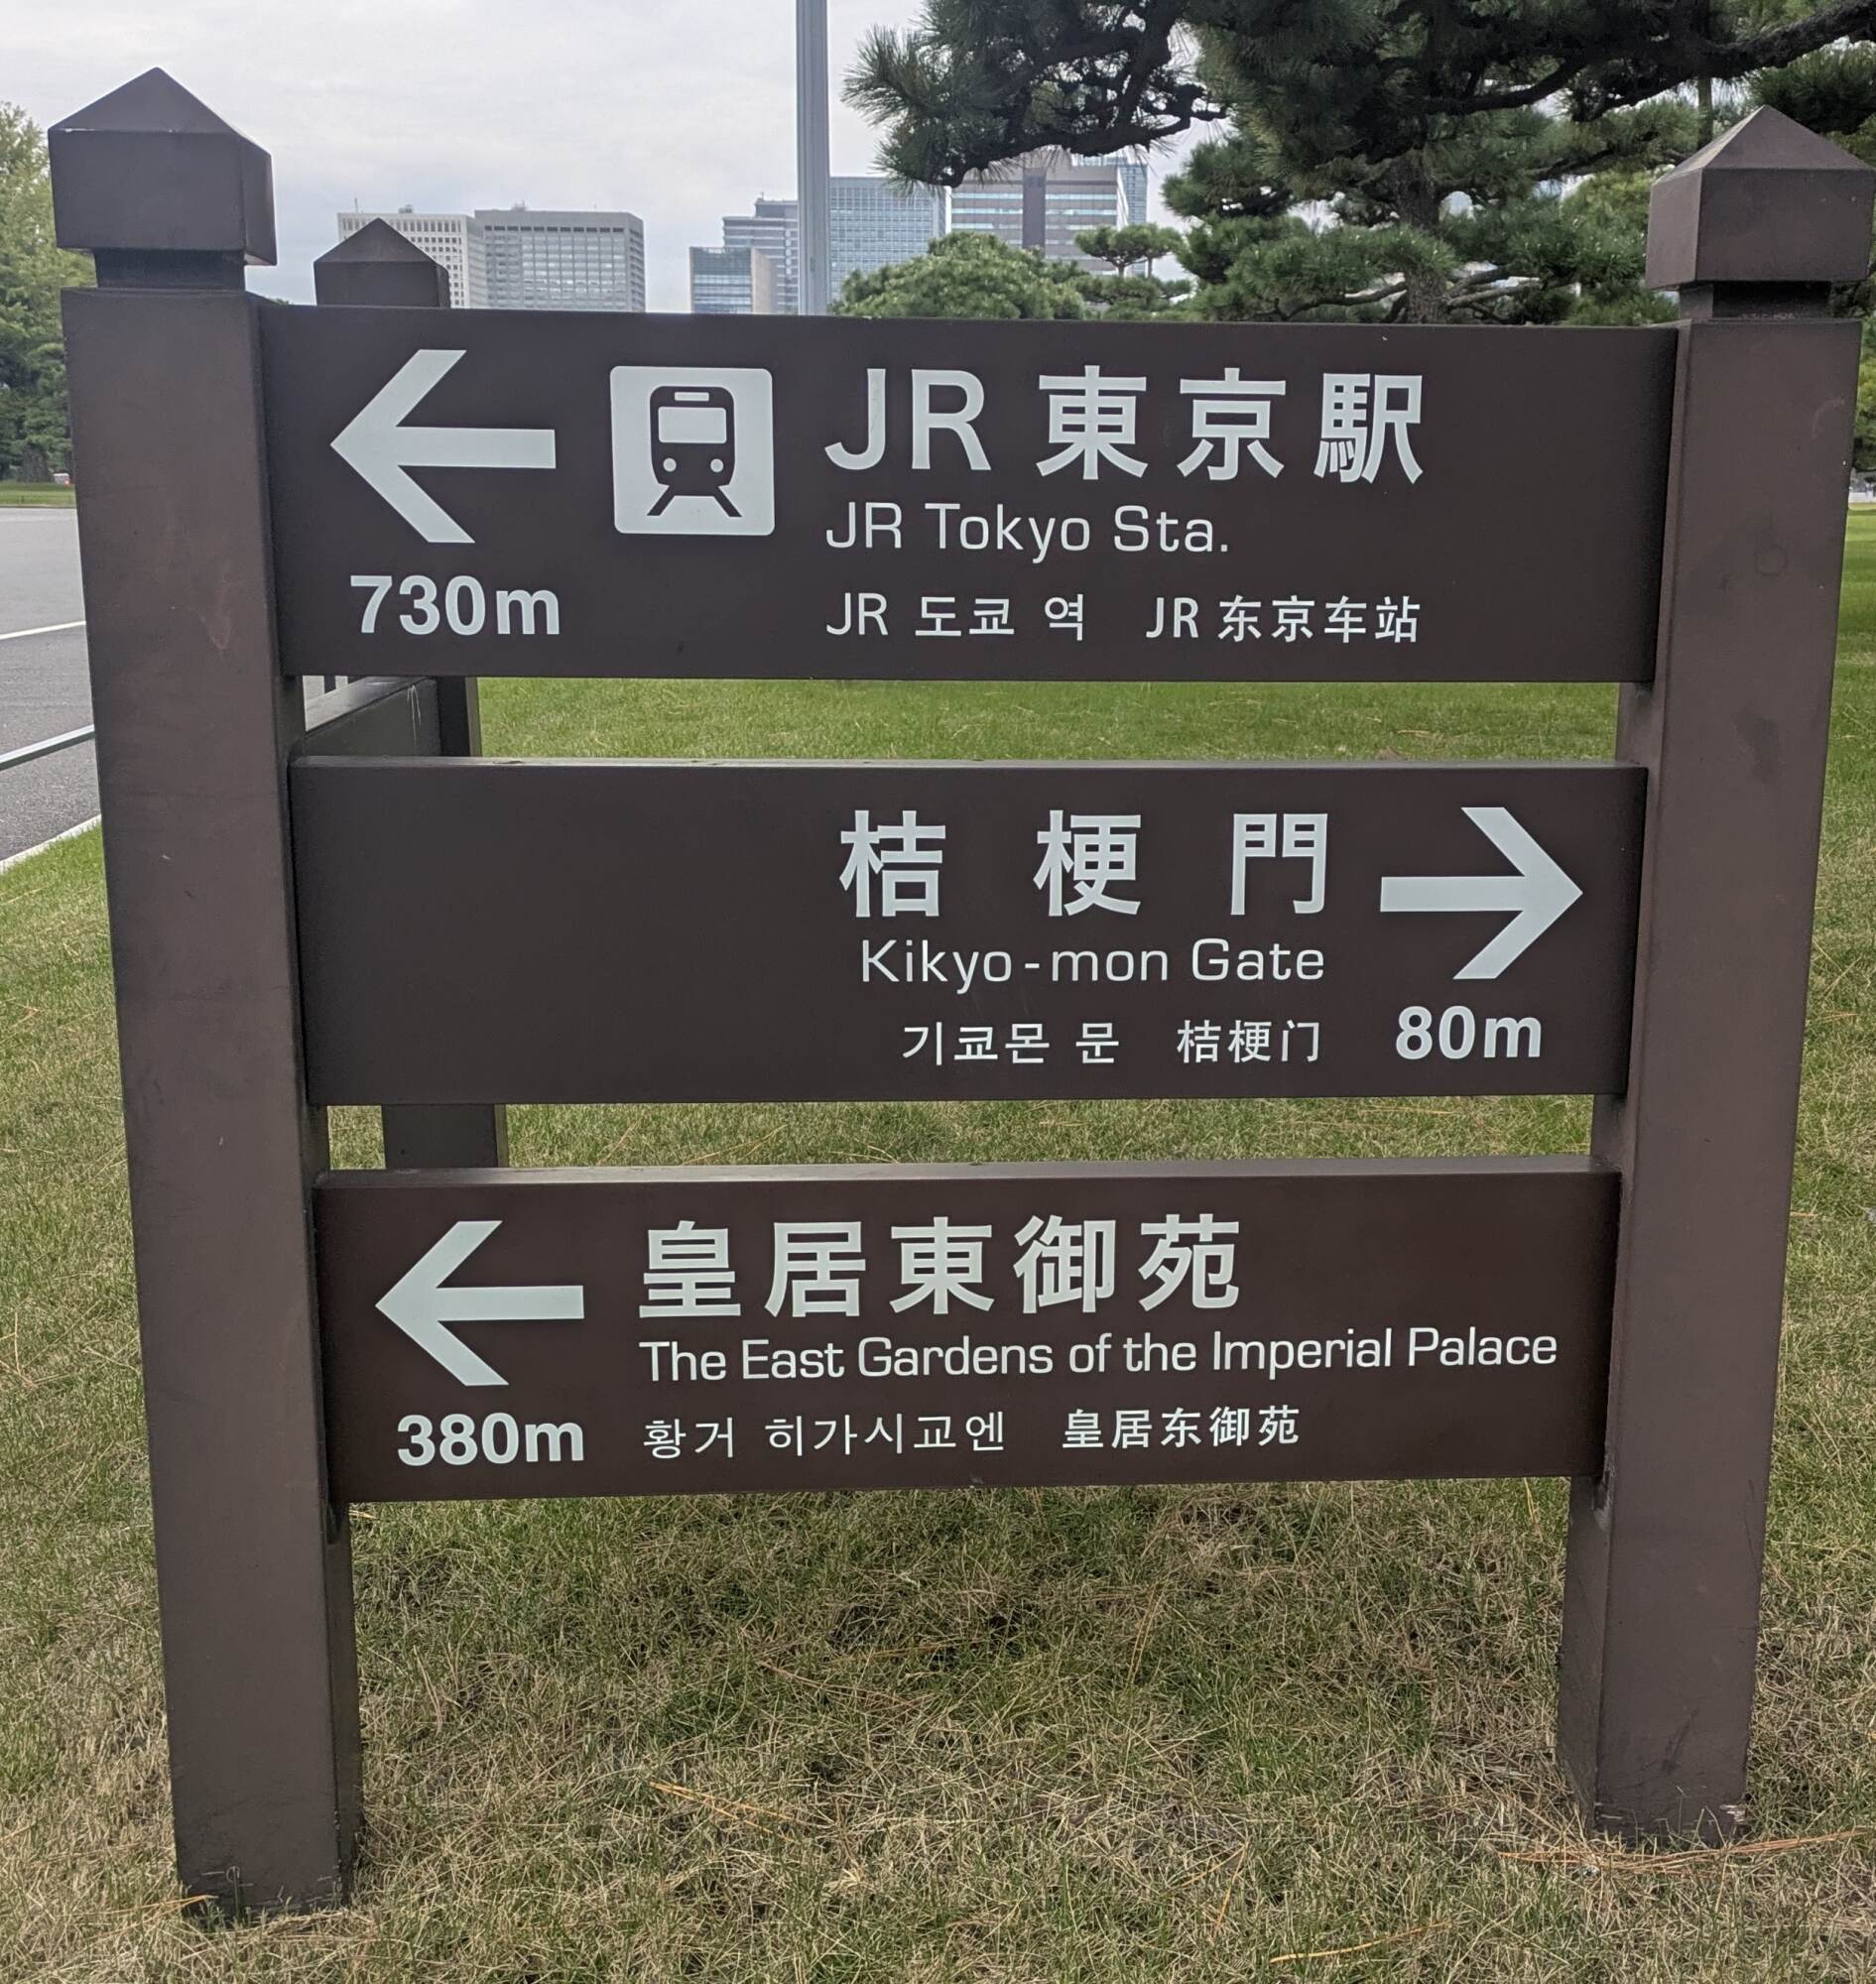 JR 東京駅
JR Tokyo Sta.
730m
JR 도쿄 역 JR 东京车站
桔梗門
Kikyo-mon Gate
기쿄몬 문 桔梗门
80m
皇居東御苑
The East Gardens of the Imperial Palace
380m
황거 히가시교엔 皇居东御苑